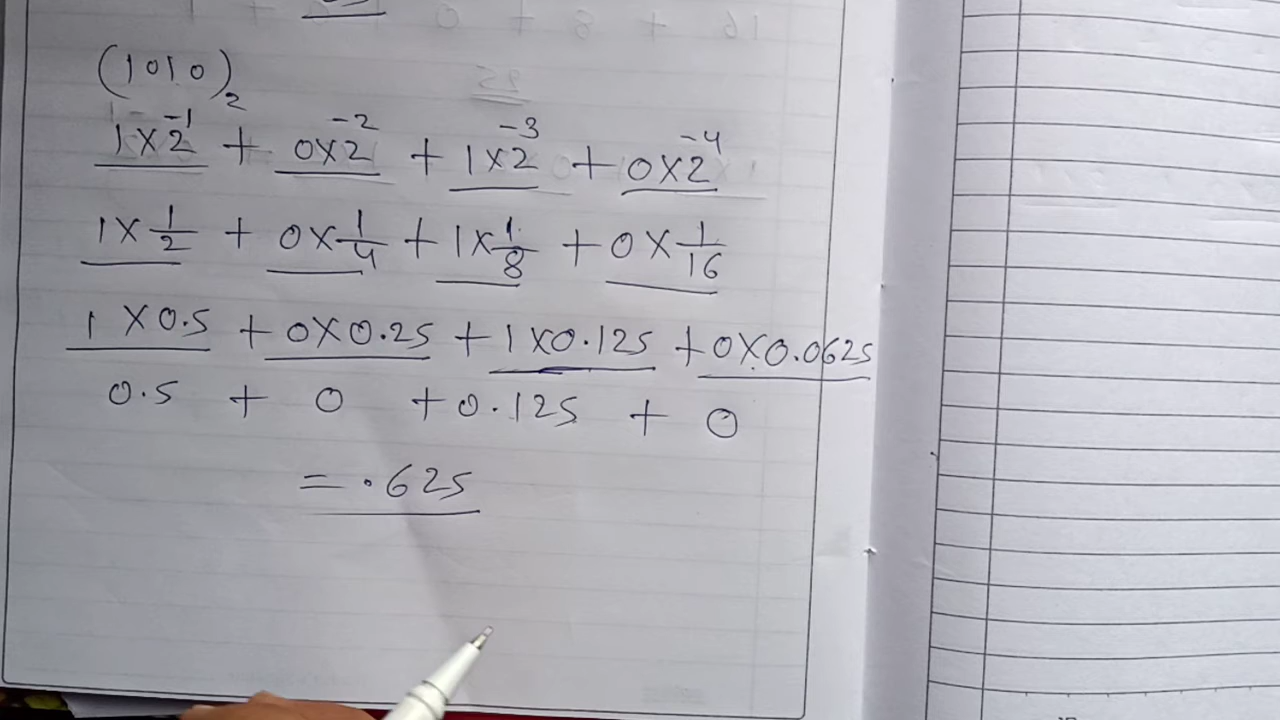 (1010)₂
1×2⁻¹ + 0×2⁻² + 1×2⁻³ + 0×2⁻⁴
1×1/2 + 0×1/4 + 1×1/8 + 0×1/16
1×0.5 + 0×0.25 + 1×0.125 + 0×0.0625
0.5 + 0 + 0.125 + 0
= .625